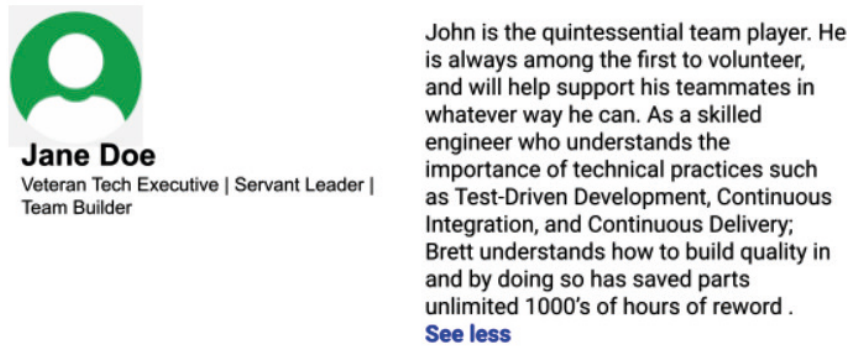 Jane Doe
Veteran Tech Executive | Servant Leader |
Team Builder
John is the quintessential team player. He
is always among the first to volunteer,
and will help support his teammates in
whatever way he can. As a skilled
engineer who understands the
importance of technical practices such
as Test-Driven Development, Continuous
Integration, and Continuous Delivery;
Brett understands how to build quality in
and by doing so has saved parts
unlimited 1000's of hours of reword .
See less